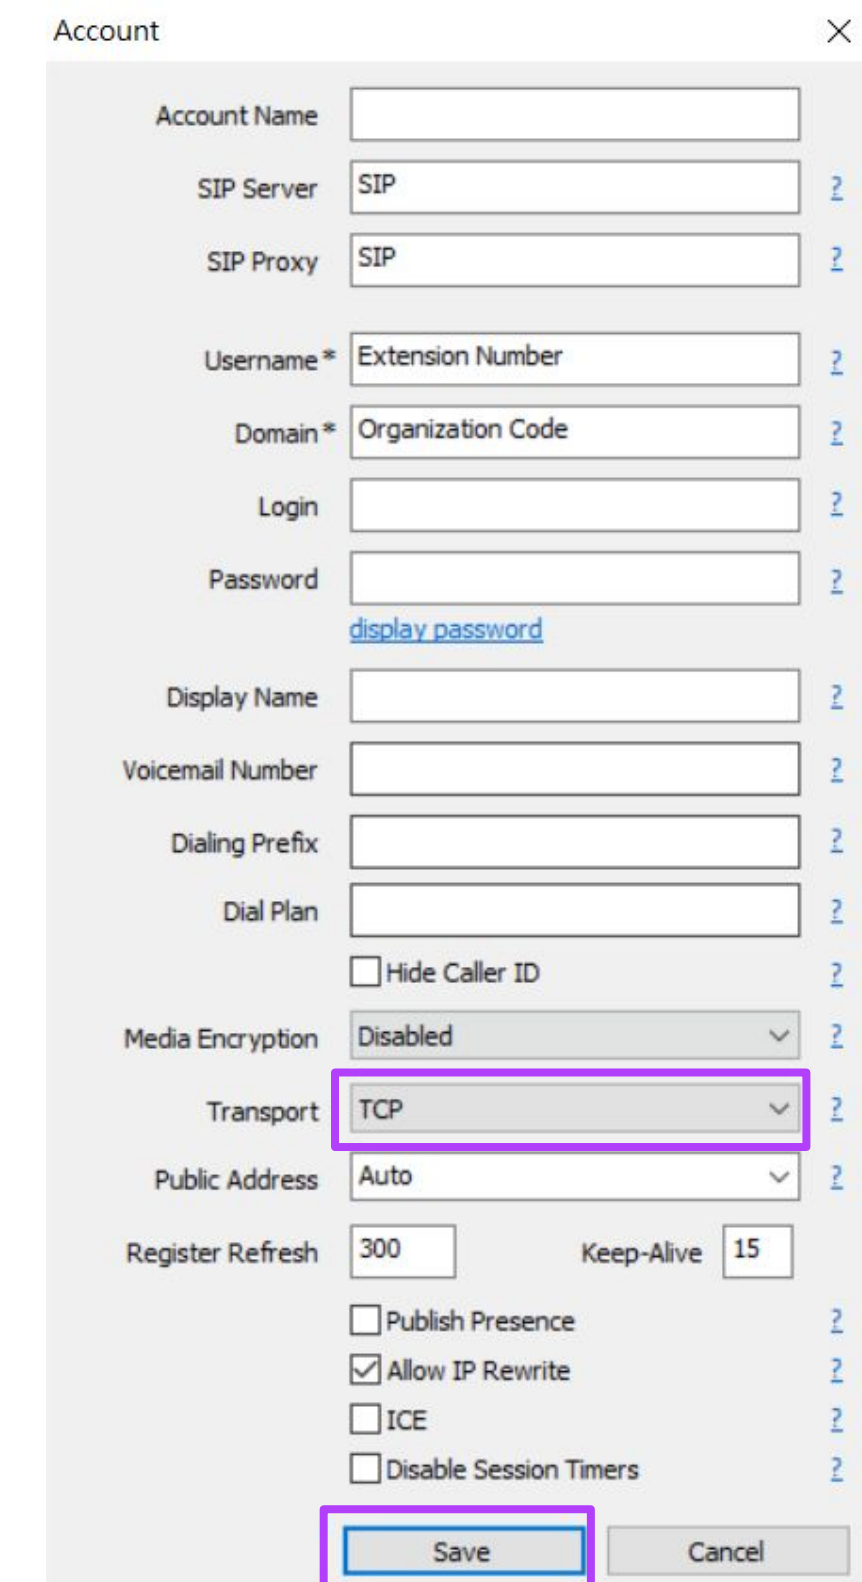 Account
Account Name
SIP Server SIP ?
SIP Proxy SIP ?
Username* Extension Number ?
Domain* Organization Code ?
Login ?
Password ?
display password
Display Name ?
Voicemail Number ?
Dialing Prefix ?
Dial Plan ?
Hide Caller ID ?
Media Encryption Disabled ?
Transport TCP ?
Public Address Auto ?
Register Refresh 300 Keep-Alive 15
Publish Presence ?
Allow IP Rewrite ?
ICE ?
Disable Session Timers ?
Save Cancel